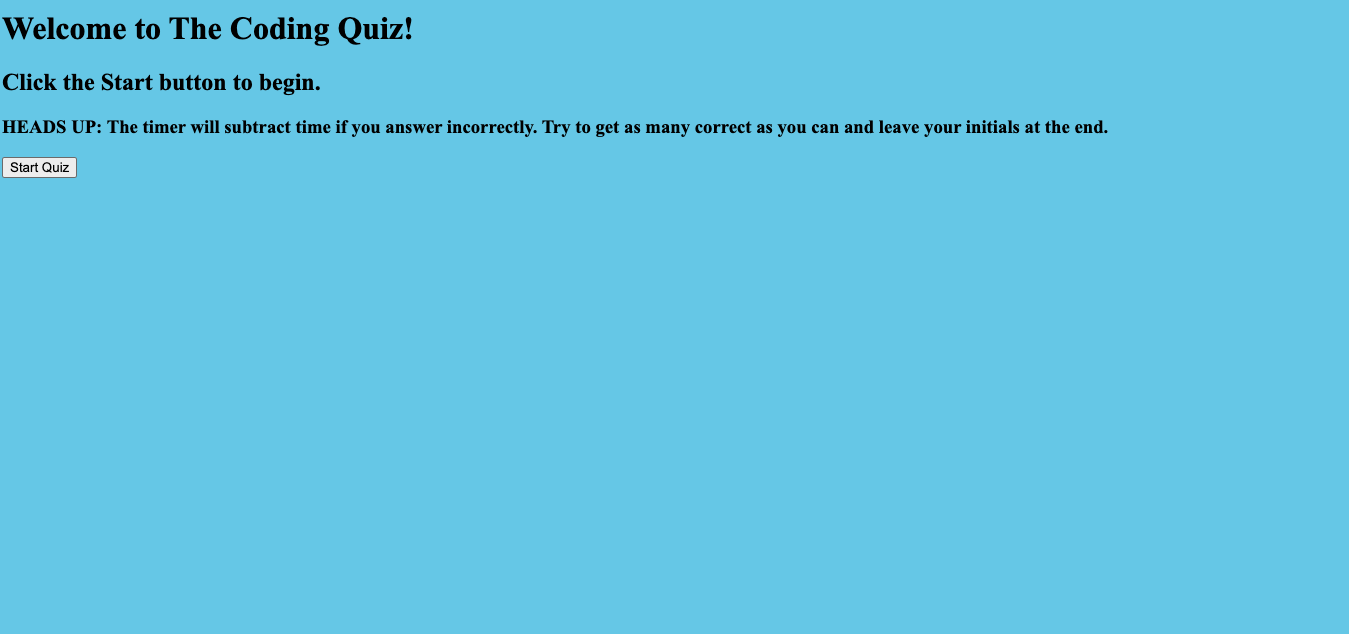 Welcome to The Coding Quiz!
Click the Start button to begin.
HEADS UP: The timer will subtract time if you answer incorrectly. Try to get as many correct as you can and leave your initials at the end.
Start Quiz